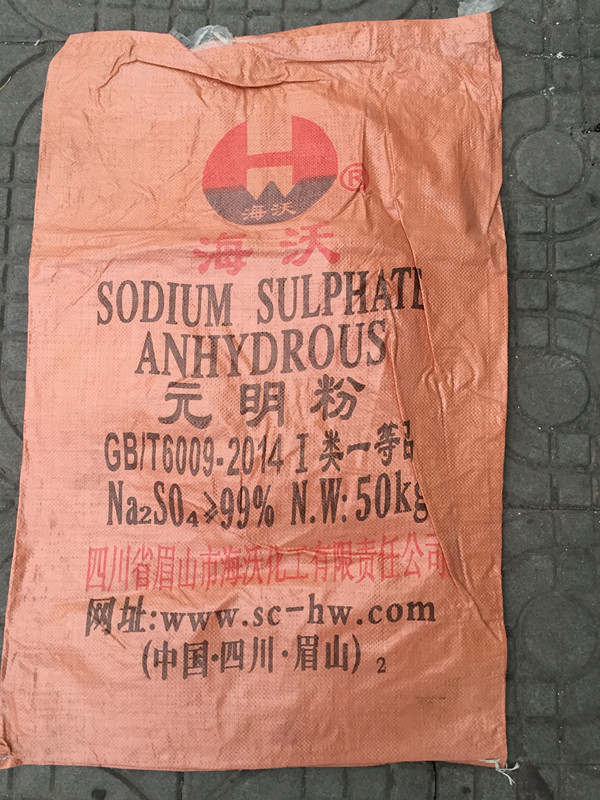 H
®
海沃
海沃
SODIUM SULPHATE
ANHYDROUS
元明粉
GB/T6009-2014 Ⅰ类一等品
Na₂SO₄≥99% N.W: 50kg
四川省眉山市海沃化工有限责任公司
网址:www.sc-hw.com
(中国·四川·眉山) 2